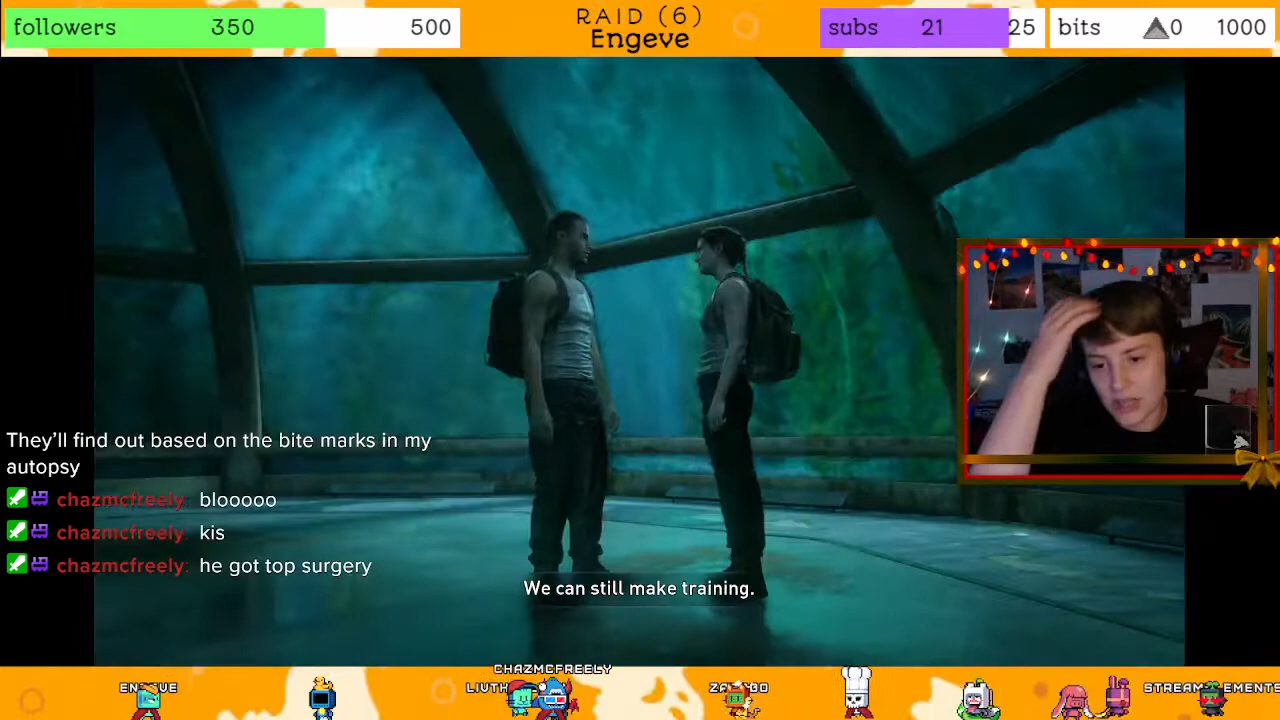 followers 350 500
RAID (6)
Engeve
subs 21 25
bits 0 1000
They'll find out based on the bite marks in my
autopsy
chazmcfreely: blooooo
chazmcfreely: kis
chazmcfreely: he got top surgery
We can still make training.
CHAZMCFREELY